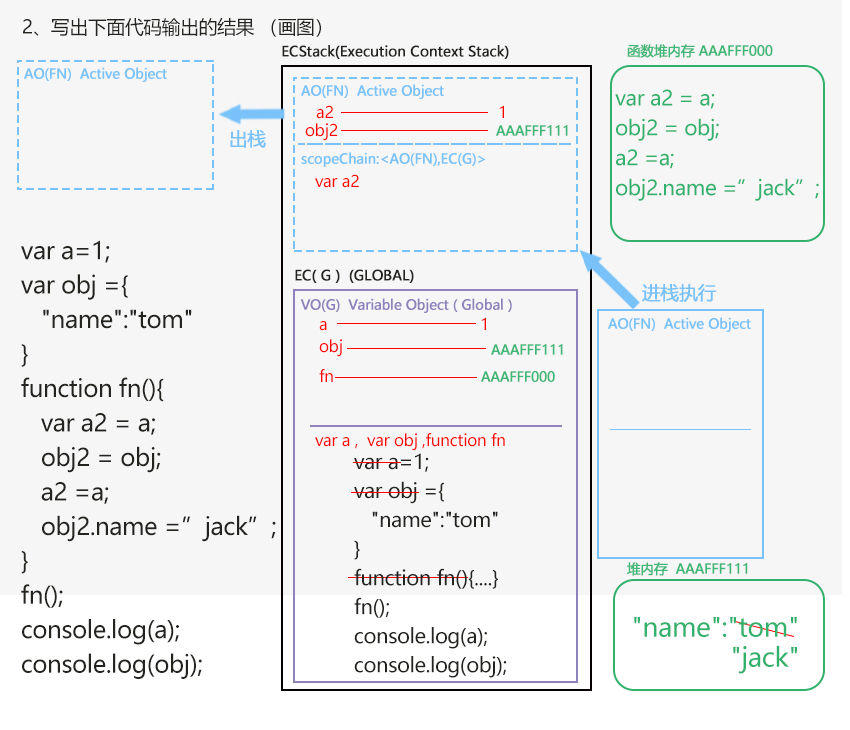 2、写出下面代码输出的结果 （画图）
ECStack(Execution Context Stack)
函数堆内存 AAAFFF000
AO(FN) Active Object
出栈
AO(FN) Active Object
a2 1
obj2 AAAFFF111
scopeChain:<AO(FN),EC(G)>
var a2
var a2 = a;
obj2 = obj;
a2 =a;
obj2.name =”jack”;
var a=1;
var obj ={
"name":"tom"
}
function fn(){
var a2 = a;
obj2 = obj;
a2 =a;
obj2.name =”jack”;
}
fn();
console.log(a);
console.log(obj);
EC( G ) (GLOBAL)
VO(G) Variable Object ( Global )
a 1
obj AAAFFF111
fn AAAFFF000
var a , var obj ,function fn
var a=1;
var obj ={
"name":"tom"
}
function fn(){....}
fn();
console.log(a);
console.log(obj);
进栈执行
AO(FN) Active Object
堆内存 AAAFFF111
"name":"tom"
"jack"